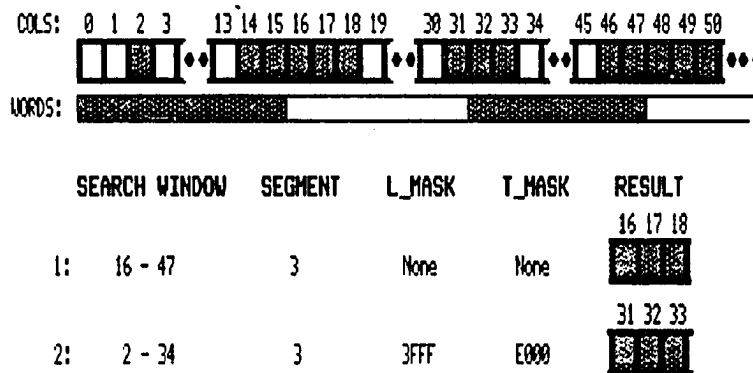 COLS: 0 1 2 3 13 14 15 16 17 18 19 30 31 32 33 34 45 46 47 48 49 50
WORDS:
SEARCH WINDOW SEGMENT L_MASK T_MASK RESULT
16 17 18
1: 16 - 47 3 None None
31 32 33
2: 2 - 34 3 3FFF E000